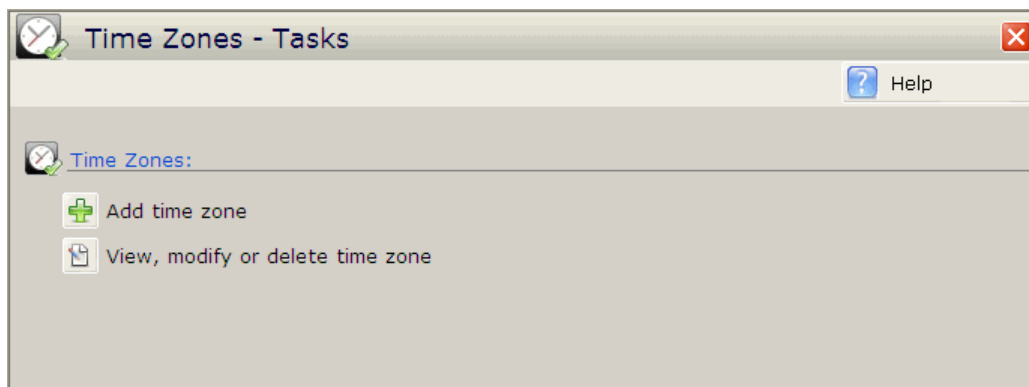 Time Zones - Tasks
? Help
Time Zones:
Add time zone
View, modify or delete time zone